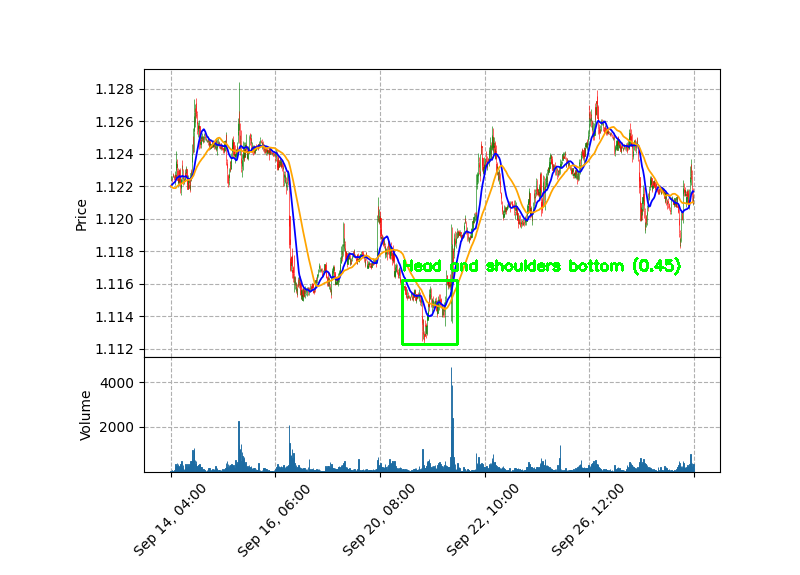 1.128
1.126
1.124
1.122
1.120
1.118
1.116
1.114
1.112
Price
Head and shoulders bottom (0.45)
4000
2000
Volume
Sep 14, 04:00
Sep 16, 06:00
Sep 20, 08:00
Sep 22, 10:00
Sep 26, 12:00